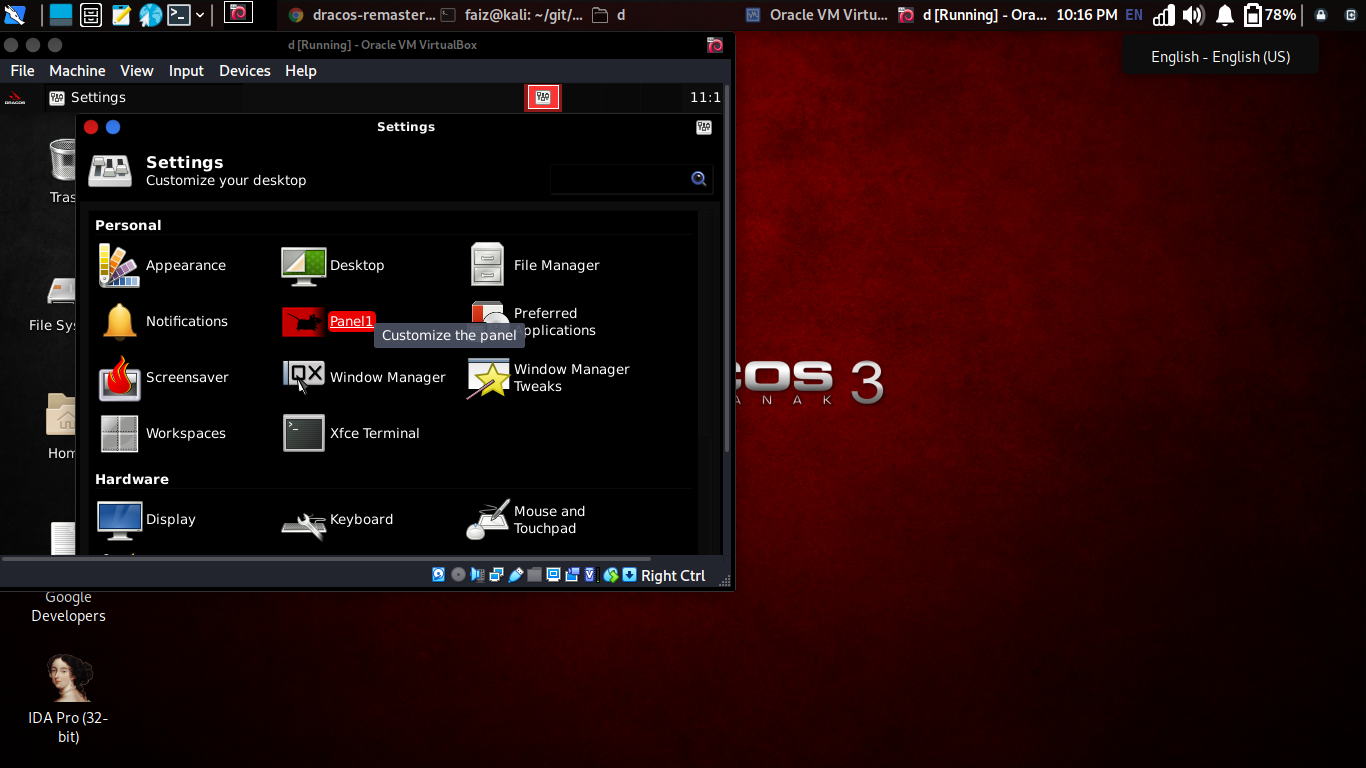 dracos-remaster...
faiz@kali: ~/git/...
d
Oracle VM Virtu...
d [Running] - Ora...
10:16 PM
EN
78%
English - English (US)
d [Running] - Oracle VM VirtualBox
File Machine View Input Devices Help
DRACOS
Settings
11:1
Settings
Settings
Customize your desktop
Tras
File Sys
Hom
Personal
Appearance
Desktop
File Manager
Notifications
Panel1
Preferred
pplications
Customize the panel
Screensaver
Window Manager
Window Manager
Tweaks
Workspaces
Xfce Terminal
Hardware
Display
Keyboard
Mouse and
Touchpad
Right Ctrl
COS 3
A N A K
Google
Developers
IDA Pro (32-
bit)